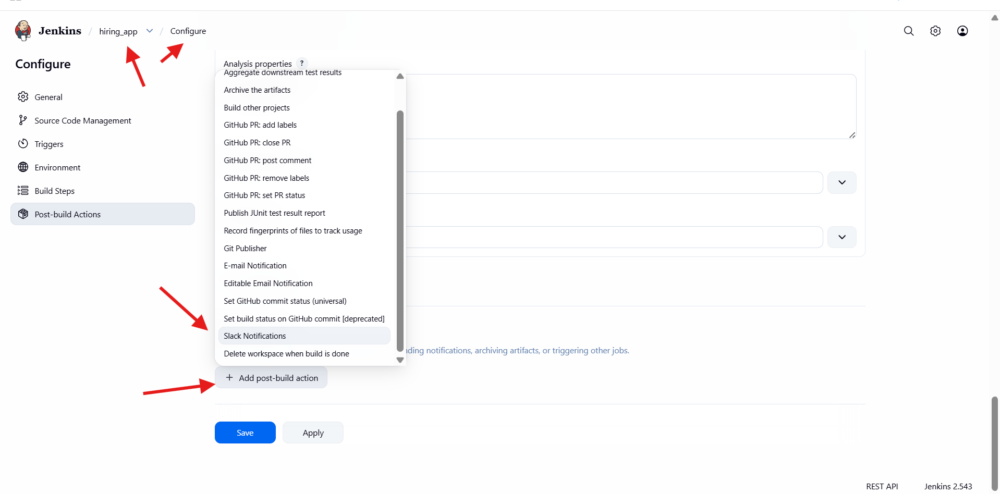 Jenkins / hiring_app / Configure
Configure
General
Source Code Management
Triggers
Environment
Build Steps
Post-build Actions
Analysis properties ?
Aggregate downstream test results
Archive the artifacts
Build other projects
GitHub PR: add labels
GitHub PR: close PR
GitHub PR: post comment
GitHub PR: remove labels
GitHub PR: set PR status
Publish JUnit test result report
Record fingerprints of files to track usage
Git Publisher
E-mail Notification
Editable Email Notification
Set GitHub commit status (universal)
Set build status on GitHub commit [deprecated]
Slack Notifications
Delete workspace when build is done
notifications, archiving artifacts, or triggering other jobs.
+ Add post-build action
Save
Apply
REST API
Jenkins 2.543